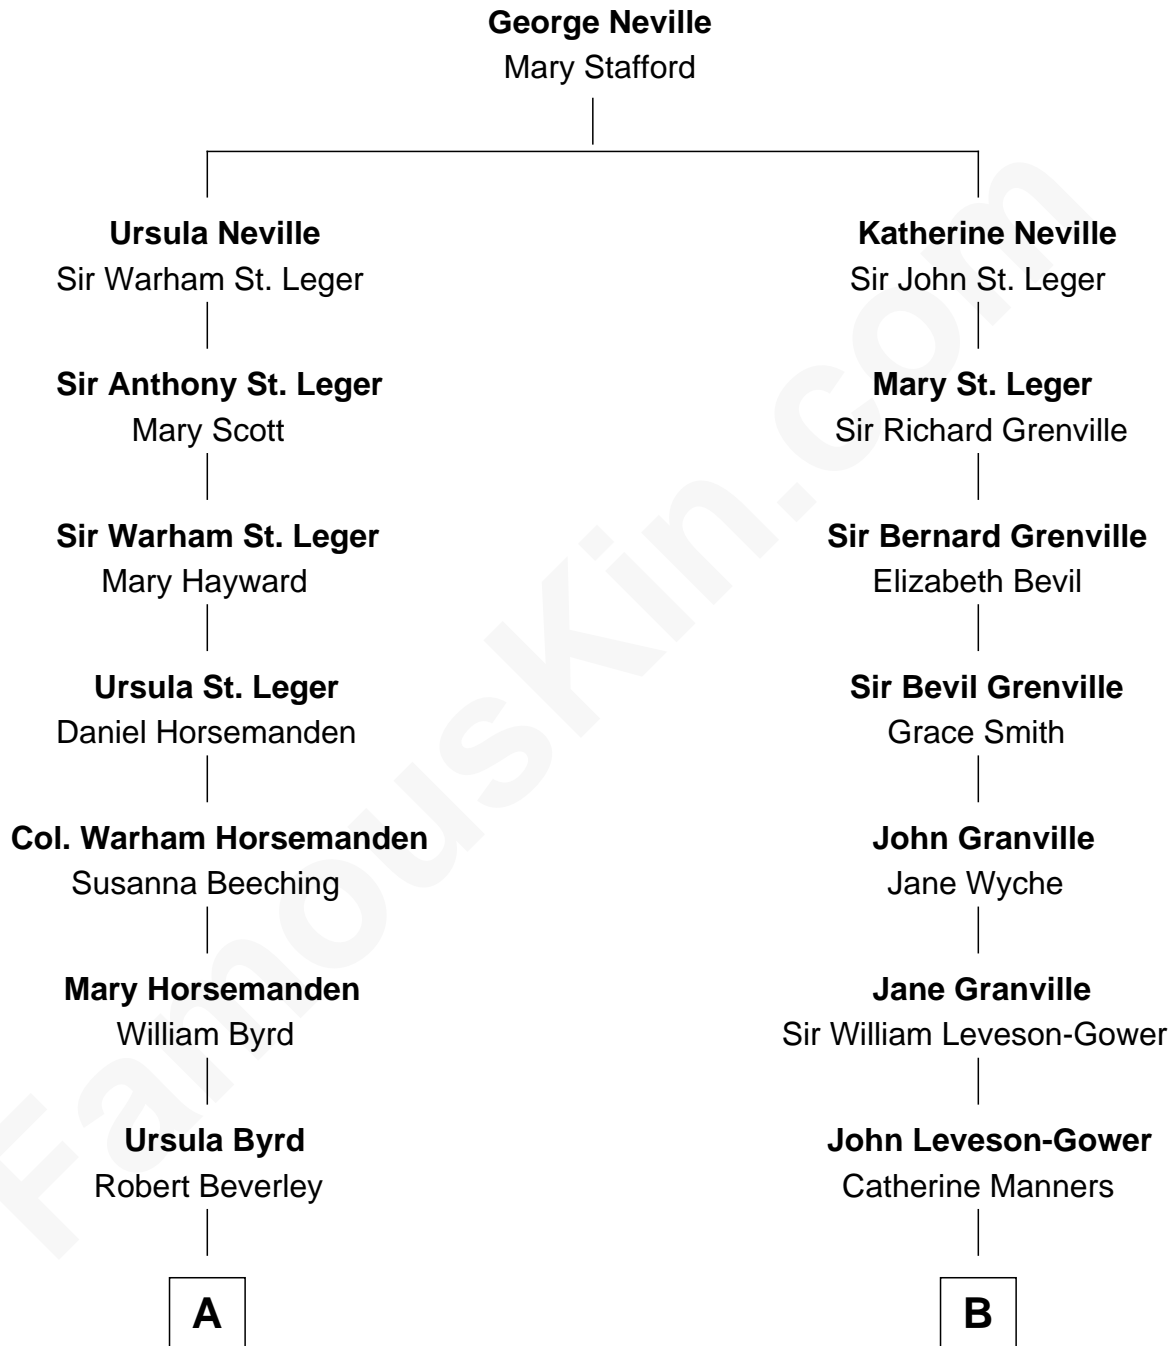 George Neville
Mary Stafford
Ursula Neville
Sir Warham St. Leger
Katherine Neville
Sir John St. Leger
Sir Anthony St. Leger
Mary Scott
Mary St. Leger
Sir Richard Grenville
Sir Warham St. Leger
Mary Hayward
Sir Bernard Grenville
Elizabeth Bevil
Ursula St. Leger
Daniel Horsemanden
Sir Bevil Grenville
Grace Smith
Col. Warham Horsemanden
Susanna Beeching
John Granville
Jane Wyche
Mary Horsemanden
William Byrd
Jane Granville
Sir William Leveson-Gower
Ursula Byrd
Robert Beverley
John Leveson-Gower
Catherine Manners
A
B
FamousKin.com